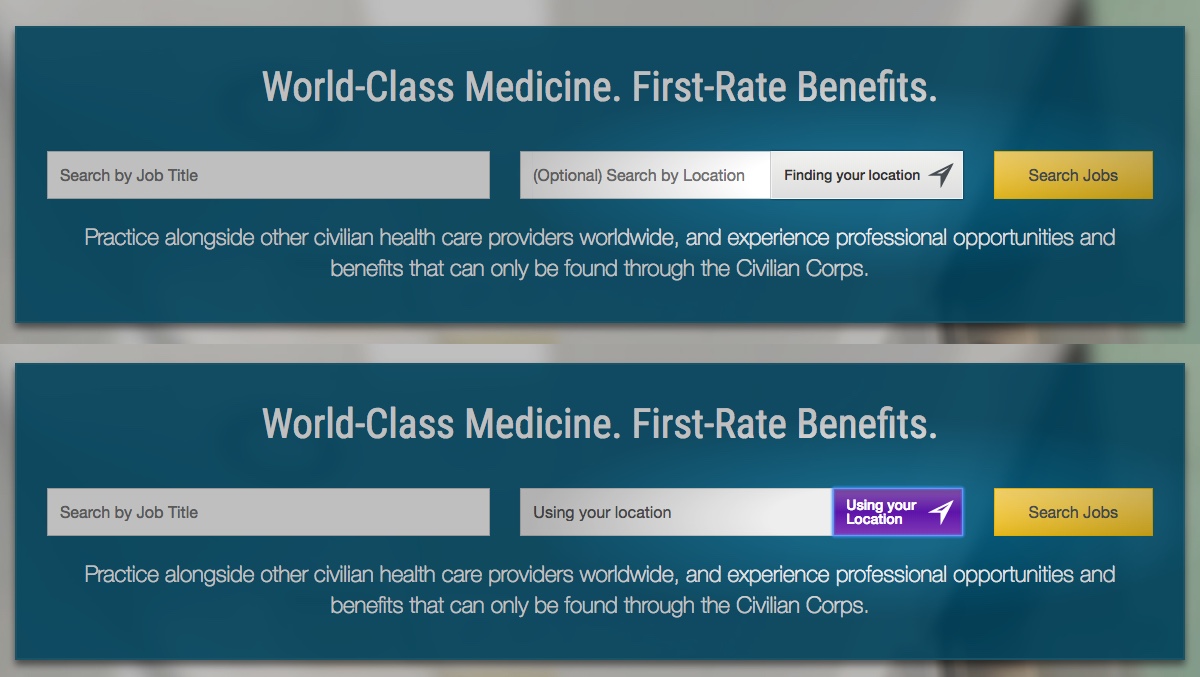 World-Class Medicine. First-Rate Benefits.
Search by Job Title
(Optional) Search by Location
Finding your location
Search Jobs
Practice alongside other civilian health care providers worldwide, and experience professional opportunities and
benefits that can only be found through the Civilian Corps.
World-Class Medicine. First-Rate Benefits.
Search by Job Title
Using your location
Using your
Location
Search Jobs
Practice alongside other civilian health care providers worldwide, and experience professional opportunities and
benefits that can only be found through the Civilian Corps.